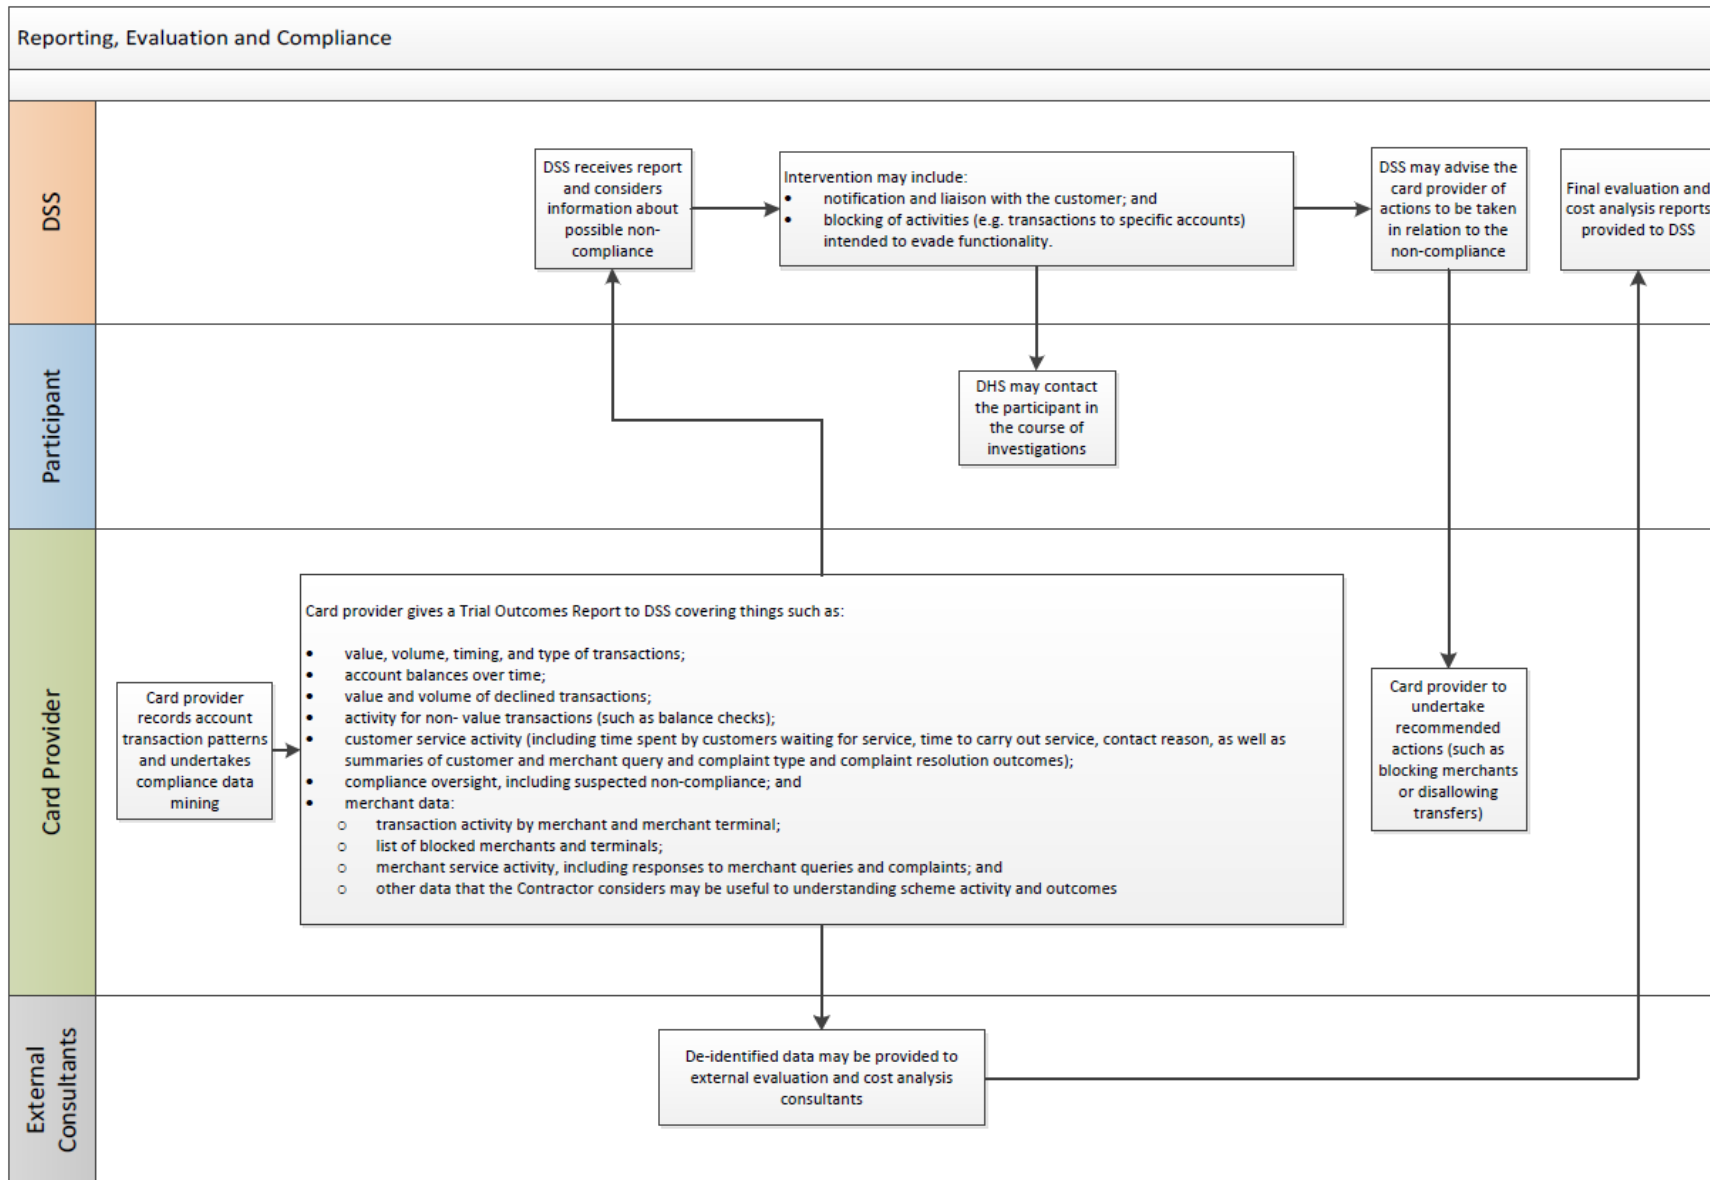 Reporting, Evaluation and Compliance
DSS
DSS receives report
and considers
information about
possible non-
compliance
Intervention may include:
• notification and liaison with the customer; and
• blocking of activities (e.g. transactions to specific accounts)
intended to evade functionality.
DSS may advise the
card provider of
actions to be taken
in relation to the
non-compliance
Final evaluation and
cost analysis reports
provided to DSS
Participant
DHS may contact
the participant in
the course of
investigations
Card Provider
Card provider
records account
transaction patterns
and undertakes
compliance data
mining
Card provider gives a Trial Outcomes Report to DSS covering things such as:
• value, volume, timing, and type of transactions;
• account balances over time;
• value and volume of declined transactions;
• activity for non- value transactions (such as balance checks);
• customer service activity (including time spent by customers waiting for service, time to carry out service, contact reason, as well as
summaries of customer and merchant query and complaint type and complaint resolution outcomes);
• compliance oversight, including suspected non-compliance; and
• merchant data:
o transaction activity by merchant and merchant terminal;
o list of blocked merchants and terminals;
o merchant service activity, including responses to merchant queries and complaints; and
o other data that the Contractor considers may be useful to understanding scheme activity and outcomes
Card provider to
undertake
recommended
actions (such as
blocking merchants
or disallowing
transfers)
External
Consultants
De-identified data may be provided to
external evaluation and cost analysis
consultants